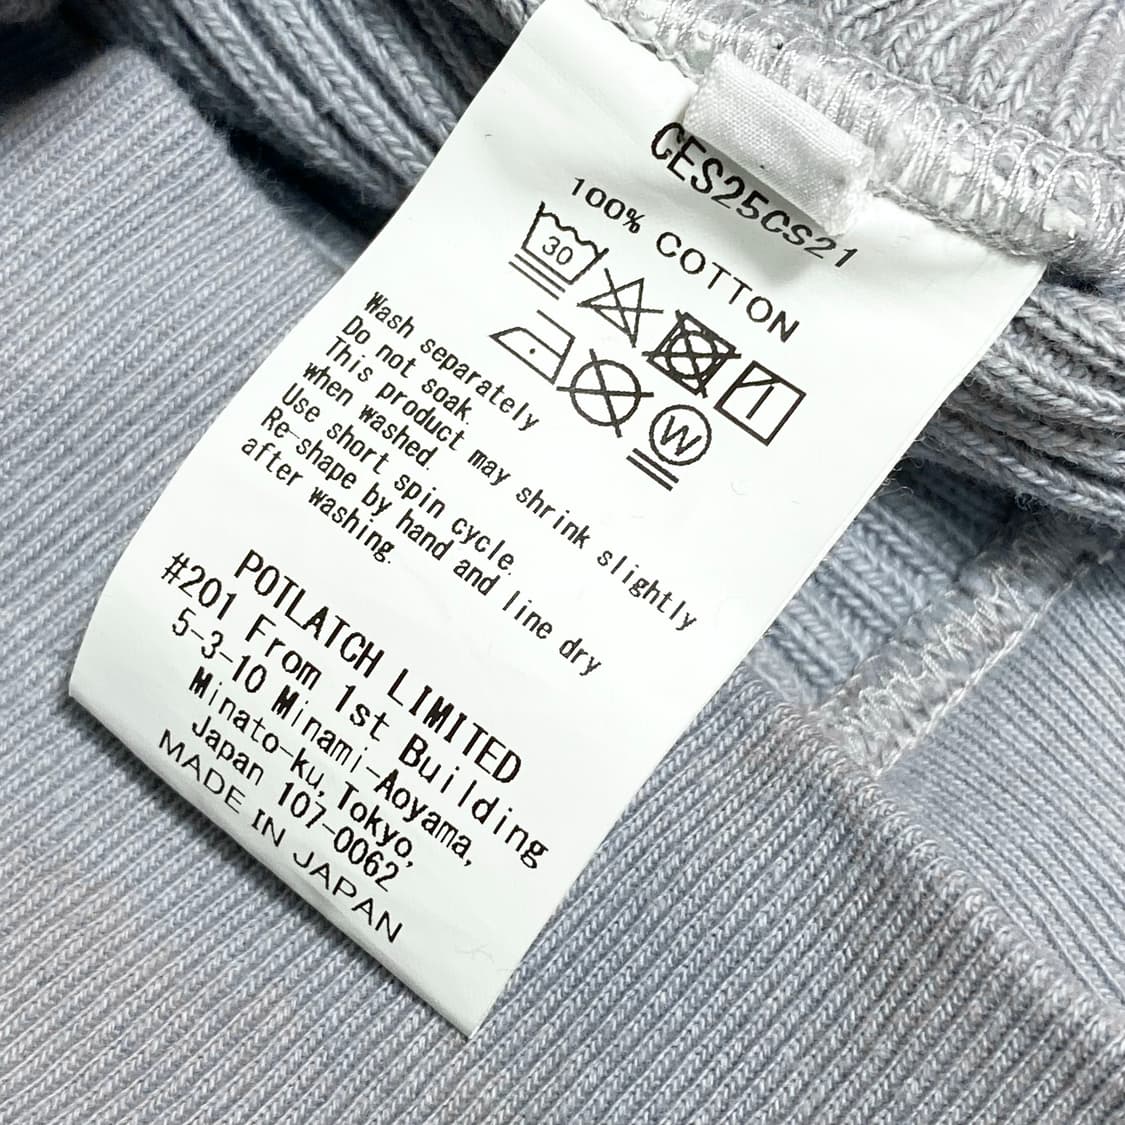 CES25CS21
100% COTTON
30
W
Wash separately
Do not soak.
This product may shrink slightly
when washed.
Use short spin cycle.
Re-shape by hand and line dry
after washing.
POTLATCH LIMITED
#201 From 1st Building
5-3-10 Minami-Aoyama,
Minato-ku, Tokyo,
Japan 107-0062
MADE IN JAPAN